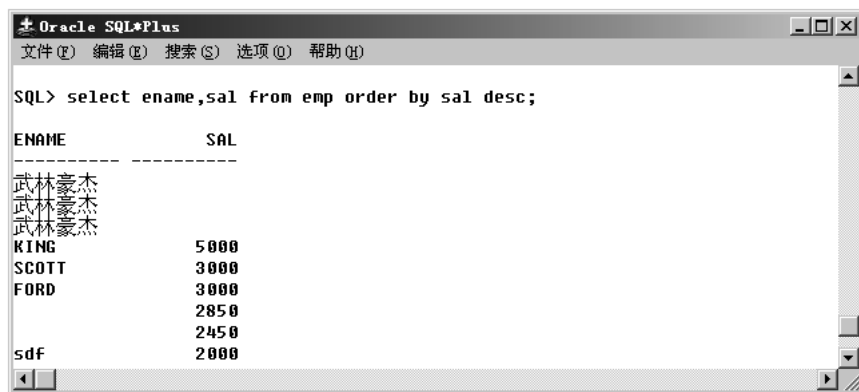 Oracle SQL*Plus
文件(F) 编辑(E) 搜索(S) 选项(O) 帮助(H)
SQL> select ename,sal from emp order by sal desc;
ENAME SAL
---------- ----------
武林豪杰
武林豪杰
武林豪杰
KING 5000
SCOTT 3000
FORD 3000
2850
2450
sdf 2000